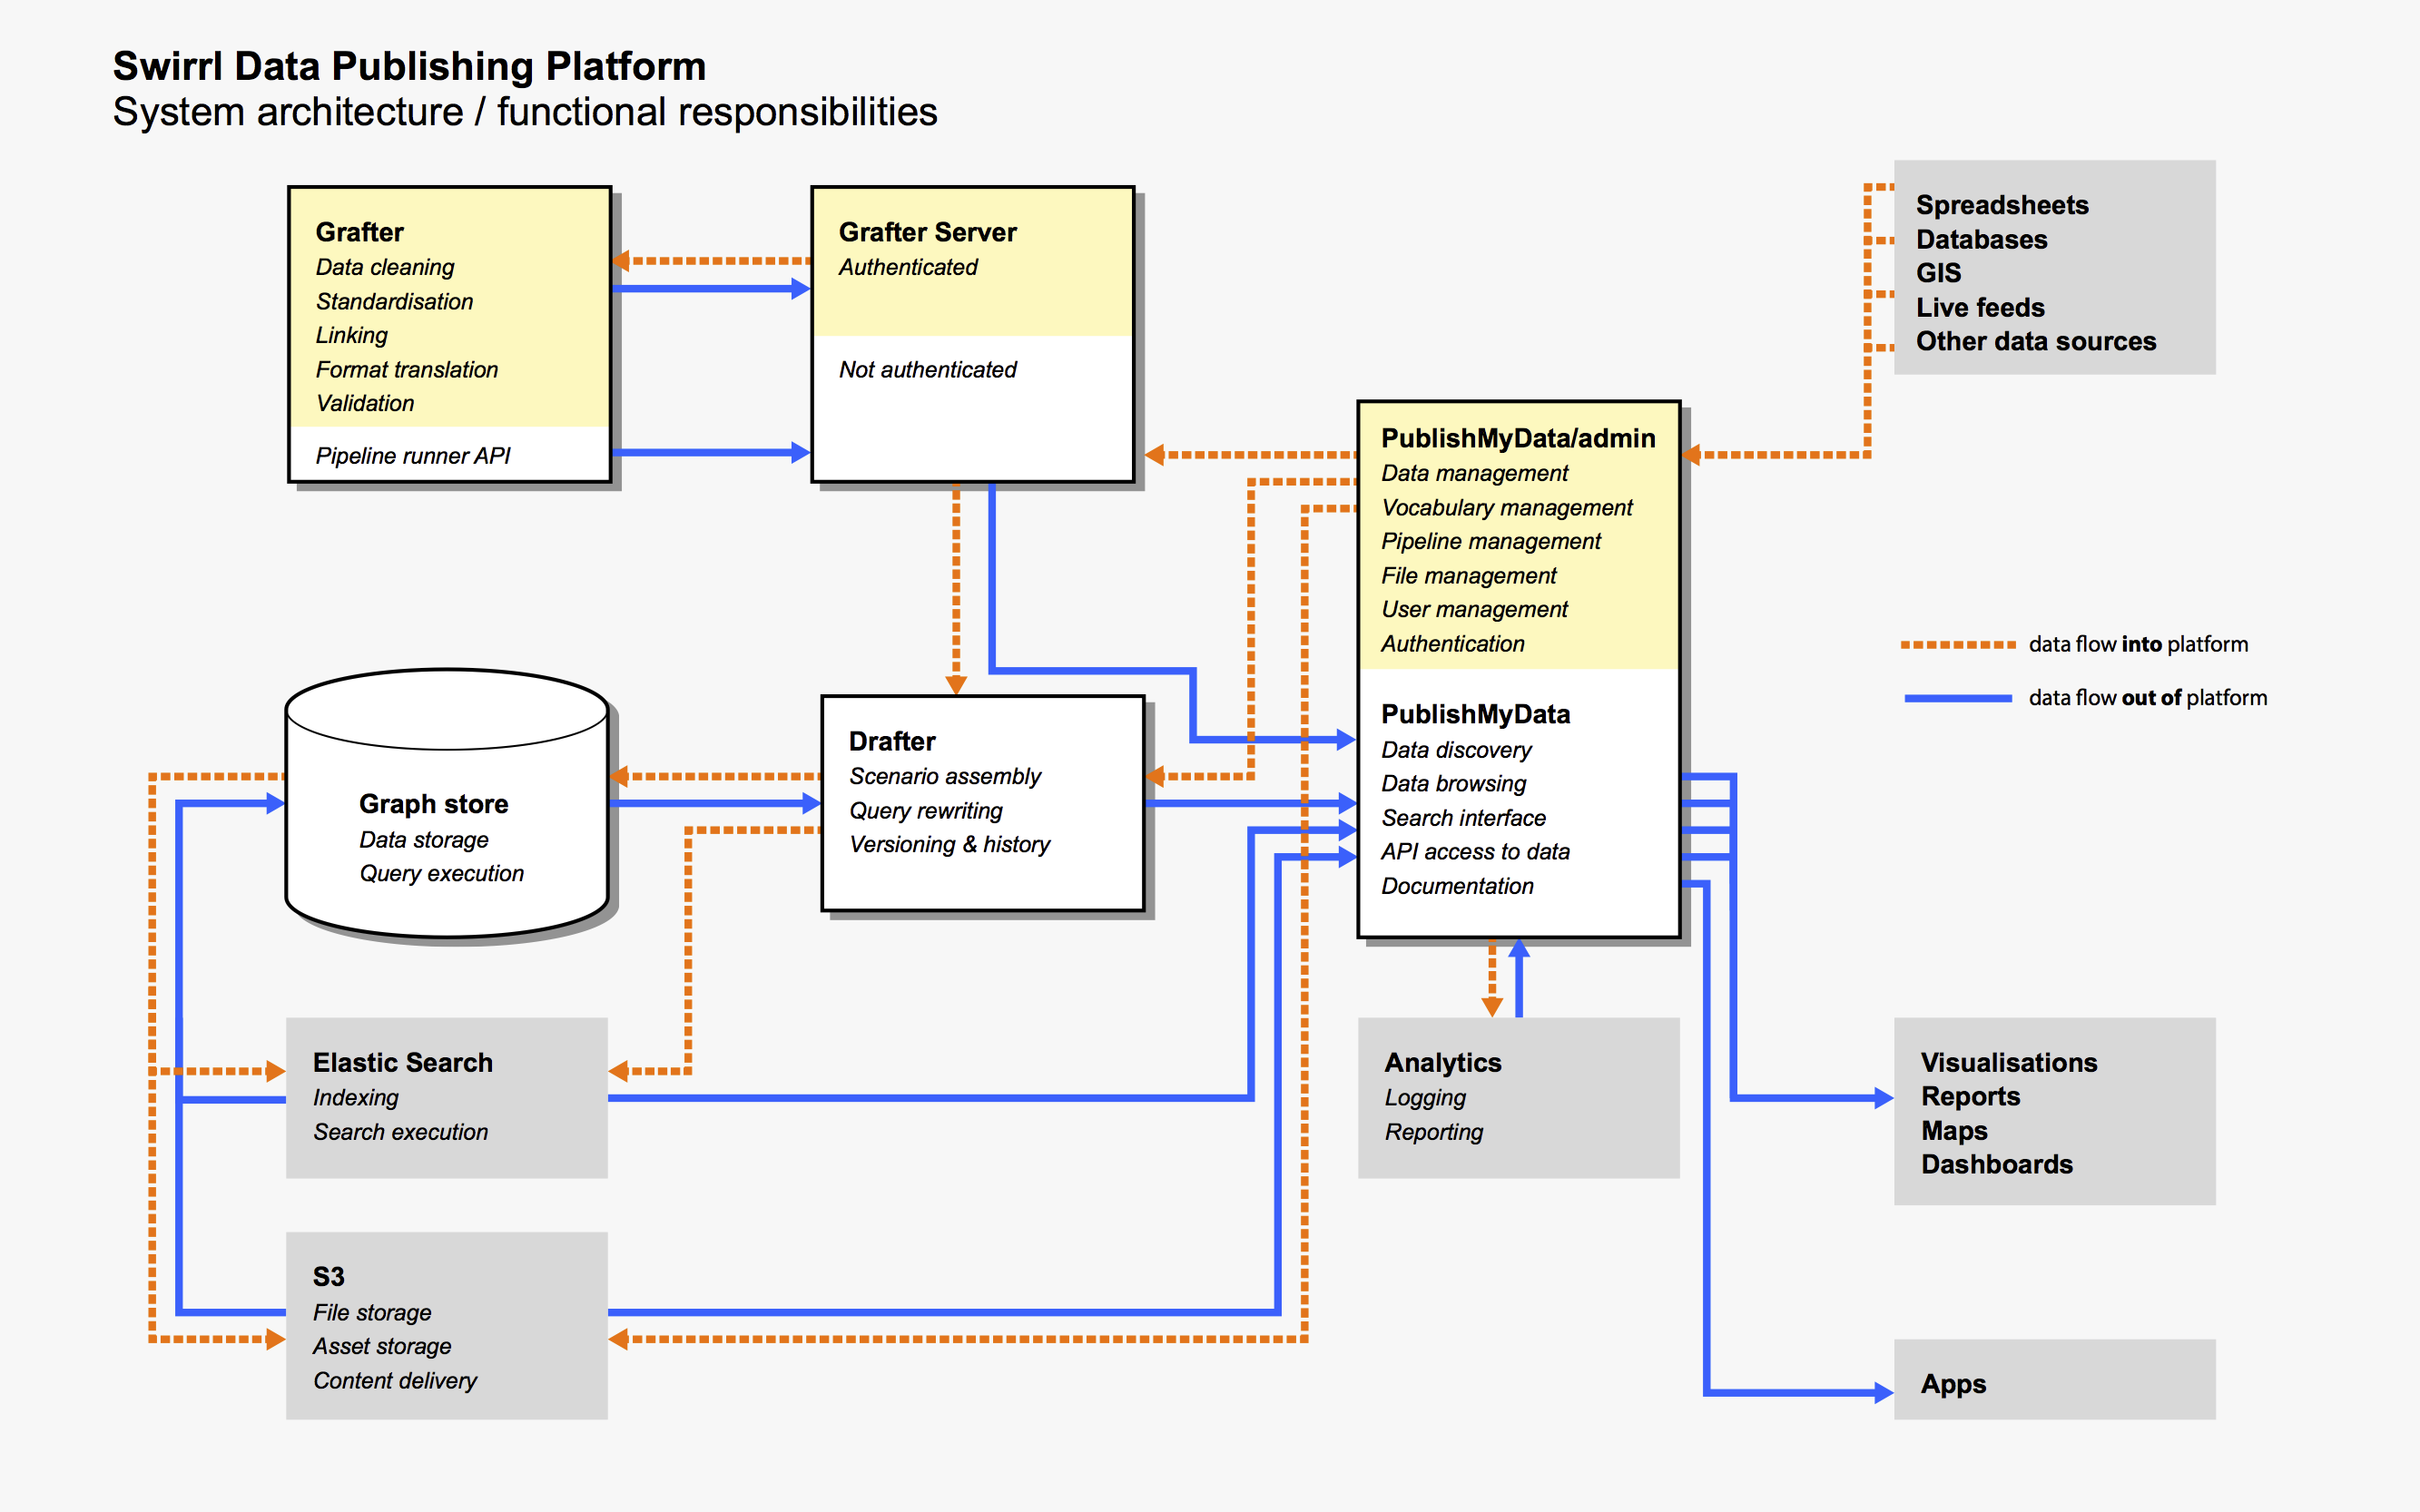 Swirrl Data Publishing Platform
System architecture / functional responsibilities
Grafter
Data cleaning
Standardisation
Linking
Format translation
Validation
Pipeline runner API
Grafter Server
Authenticated
Not authenticated
Spreadsheets
Databases
GIS
Live feeds
Other data sources
PublishMyData/admin
Data management
Vocabulary management
Pipeline management
File management
User management
Authentication
PublishMyData
Data discovery
Data browsing
Search interface
API access to data
Documentation
data flow into platform
data flow out of platform
Graph store
Data storage
Query execution
Drafter
Scenario assembly
Query rewriting
Versioning & history
Elastic Search
Indexing
Search execution
Analytics
Logging
Reporting
Visualisations
Reports
Maps
Dashboards
S3
File storage
Asset storage
Content delivery
Apps